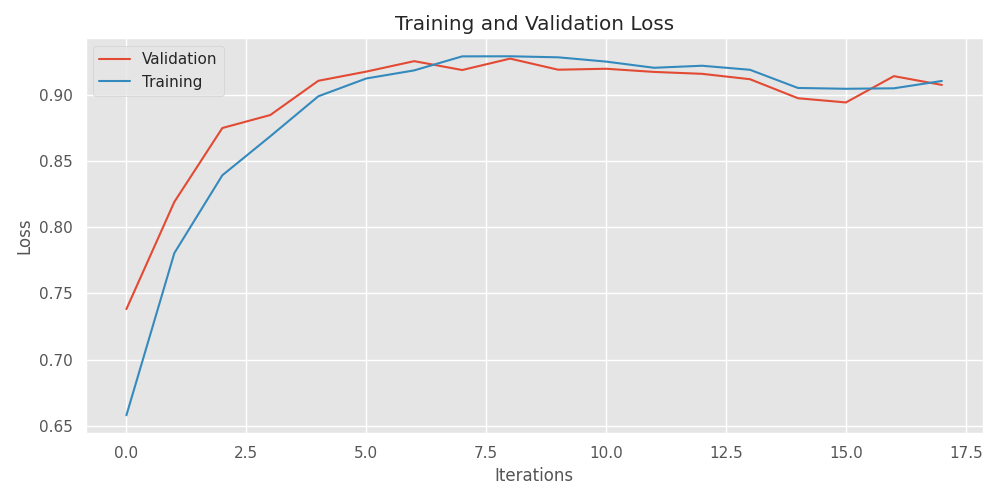 Training and Validation Loss
Validation
Training
Loss
0.90
0.85
0.80
0.75
0.70
0.65
0.0 2.5 5.0 7.5 10.0 12.5 15.0 17.5
Iterations